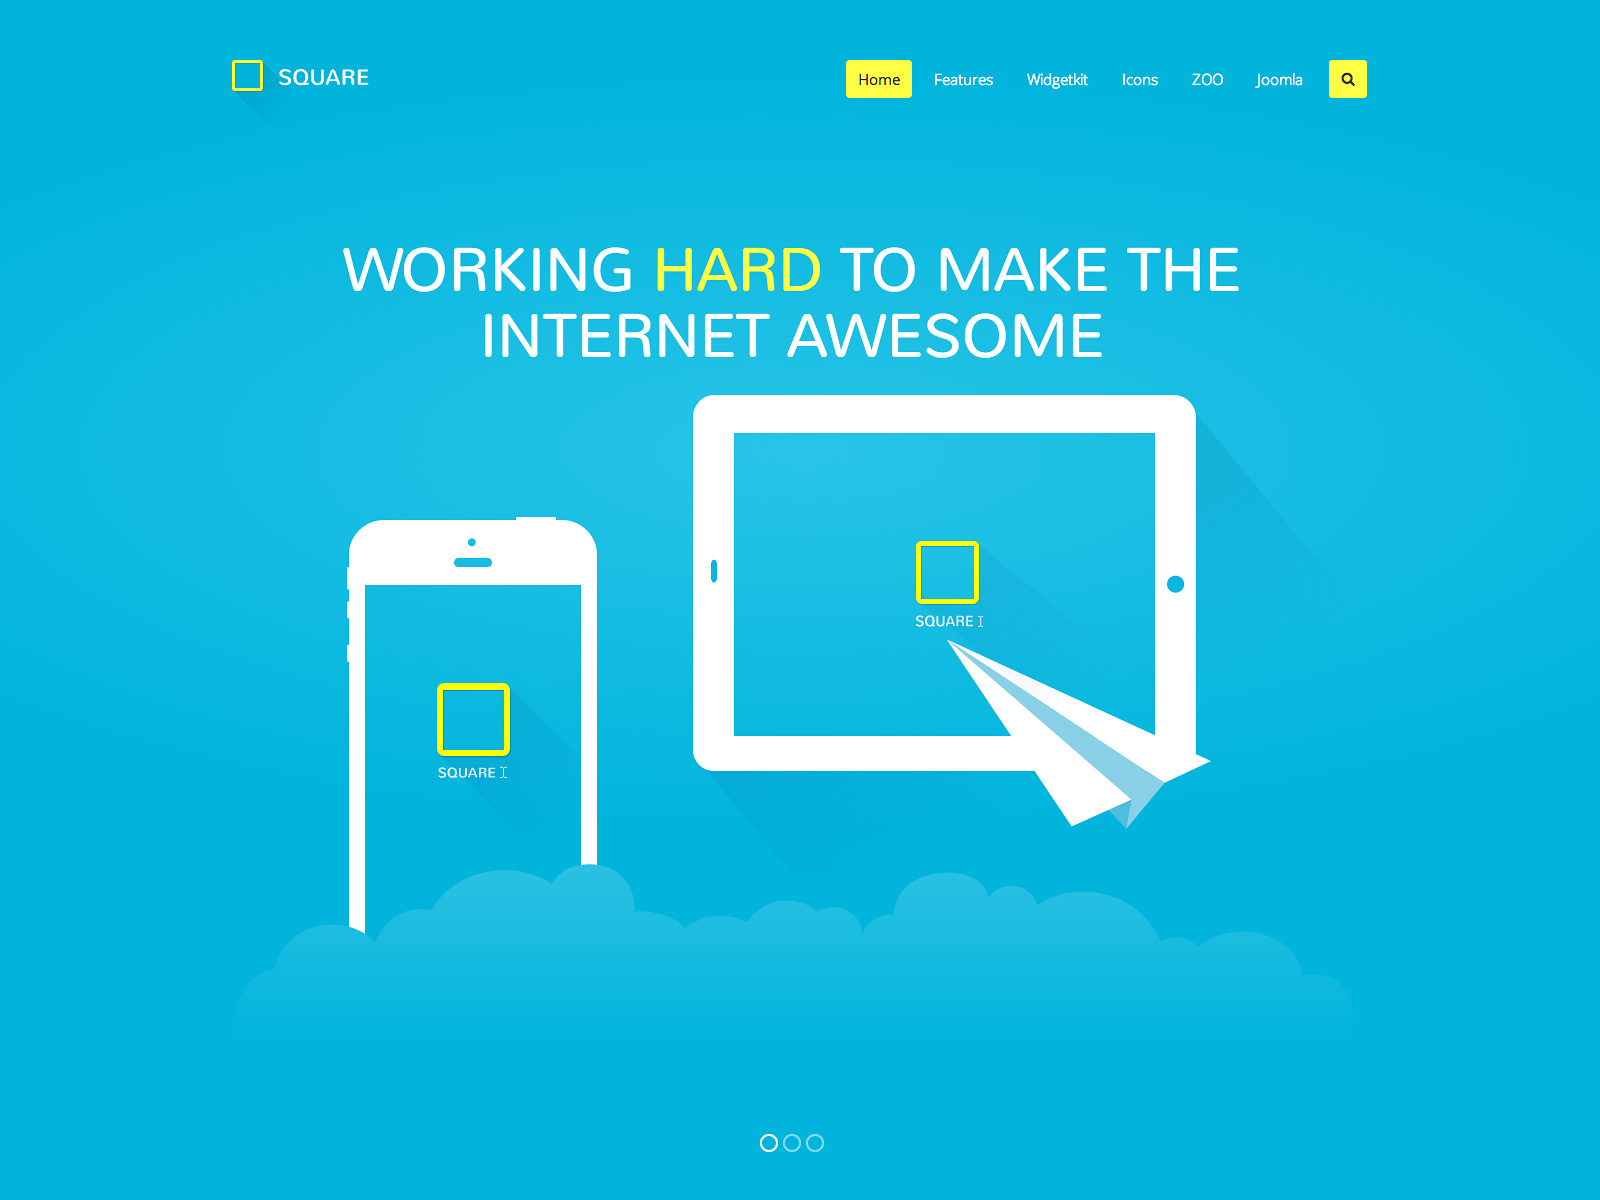 SQUARE
Home Features Widgetkit Icons ZOO Joomla
WORKING HARD TO MAKE THE
INTERNET AWESOME
SQUARE
SQUARE